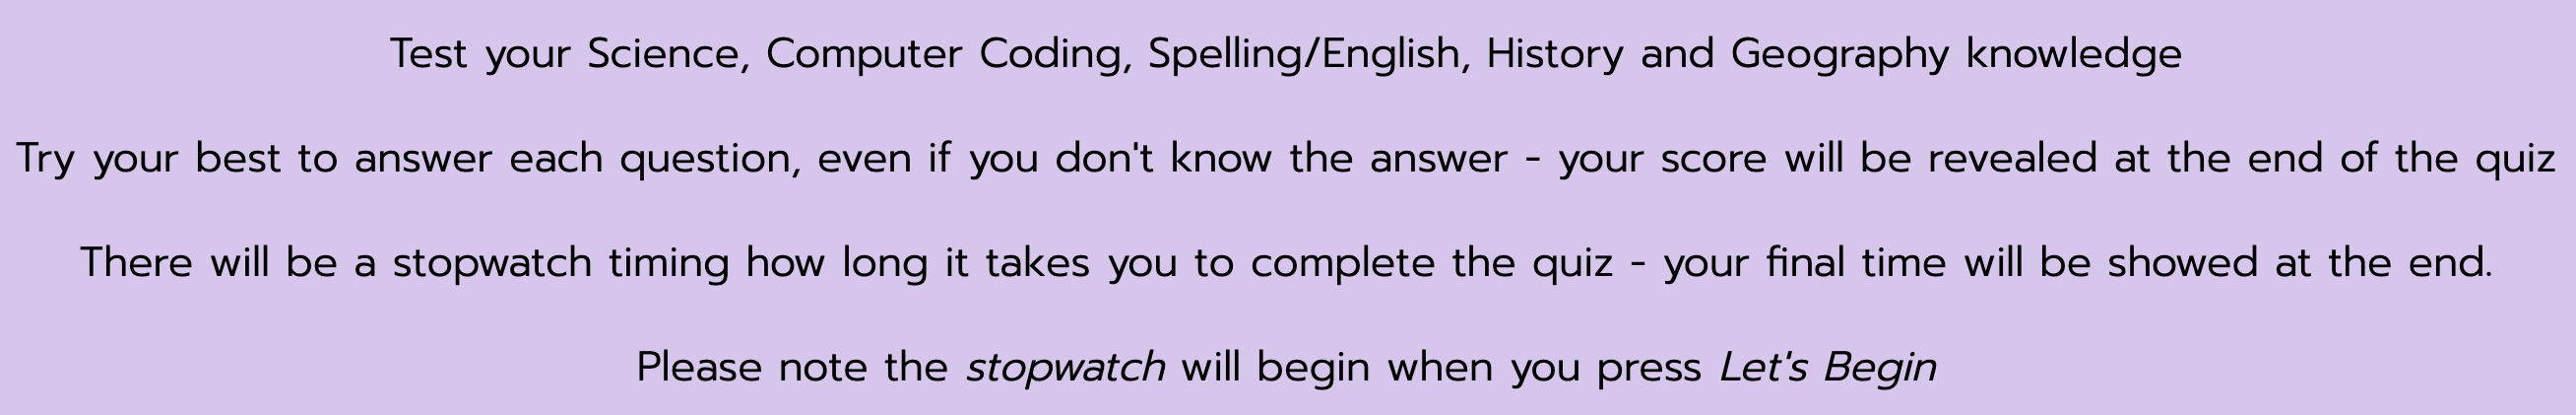 Test your Science, Computer Coding, Spelling/English, History and Geography knowledge
Try your best to answer each question, even if you don't know the answer - your score will be revealed at the end of the quiz
There will be a stopwatch timing how long it takes you to complete the quiz - your final time will be showed at the end.
Please note the stopwatch will begin when you press Let's Begin